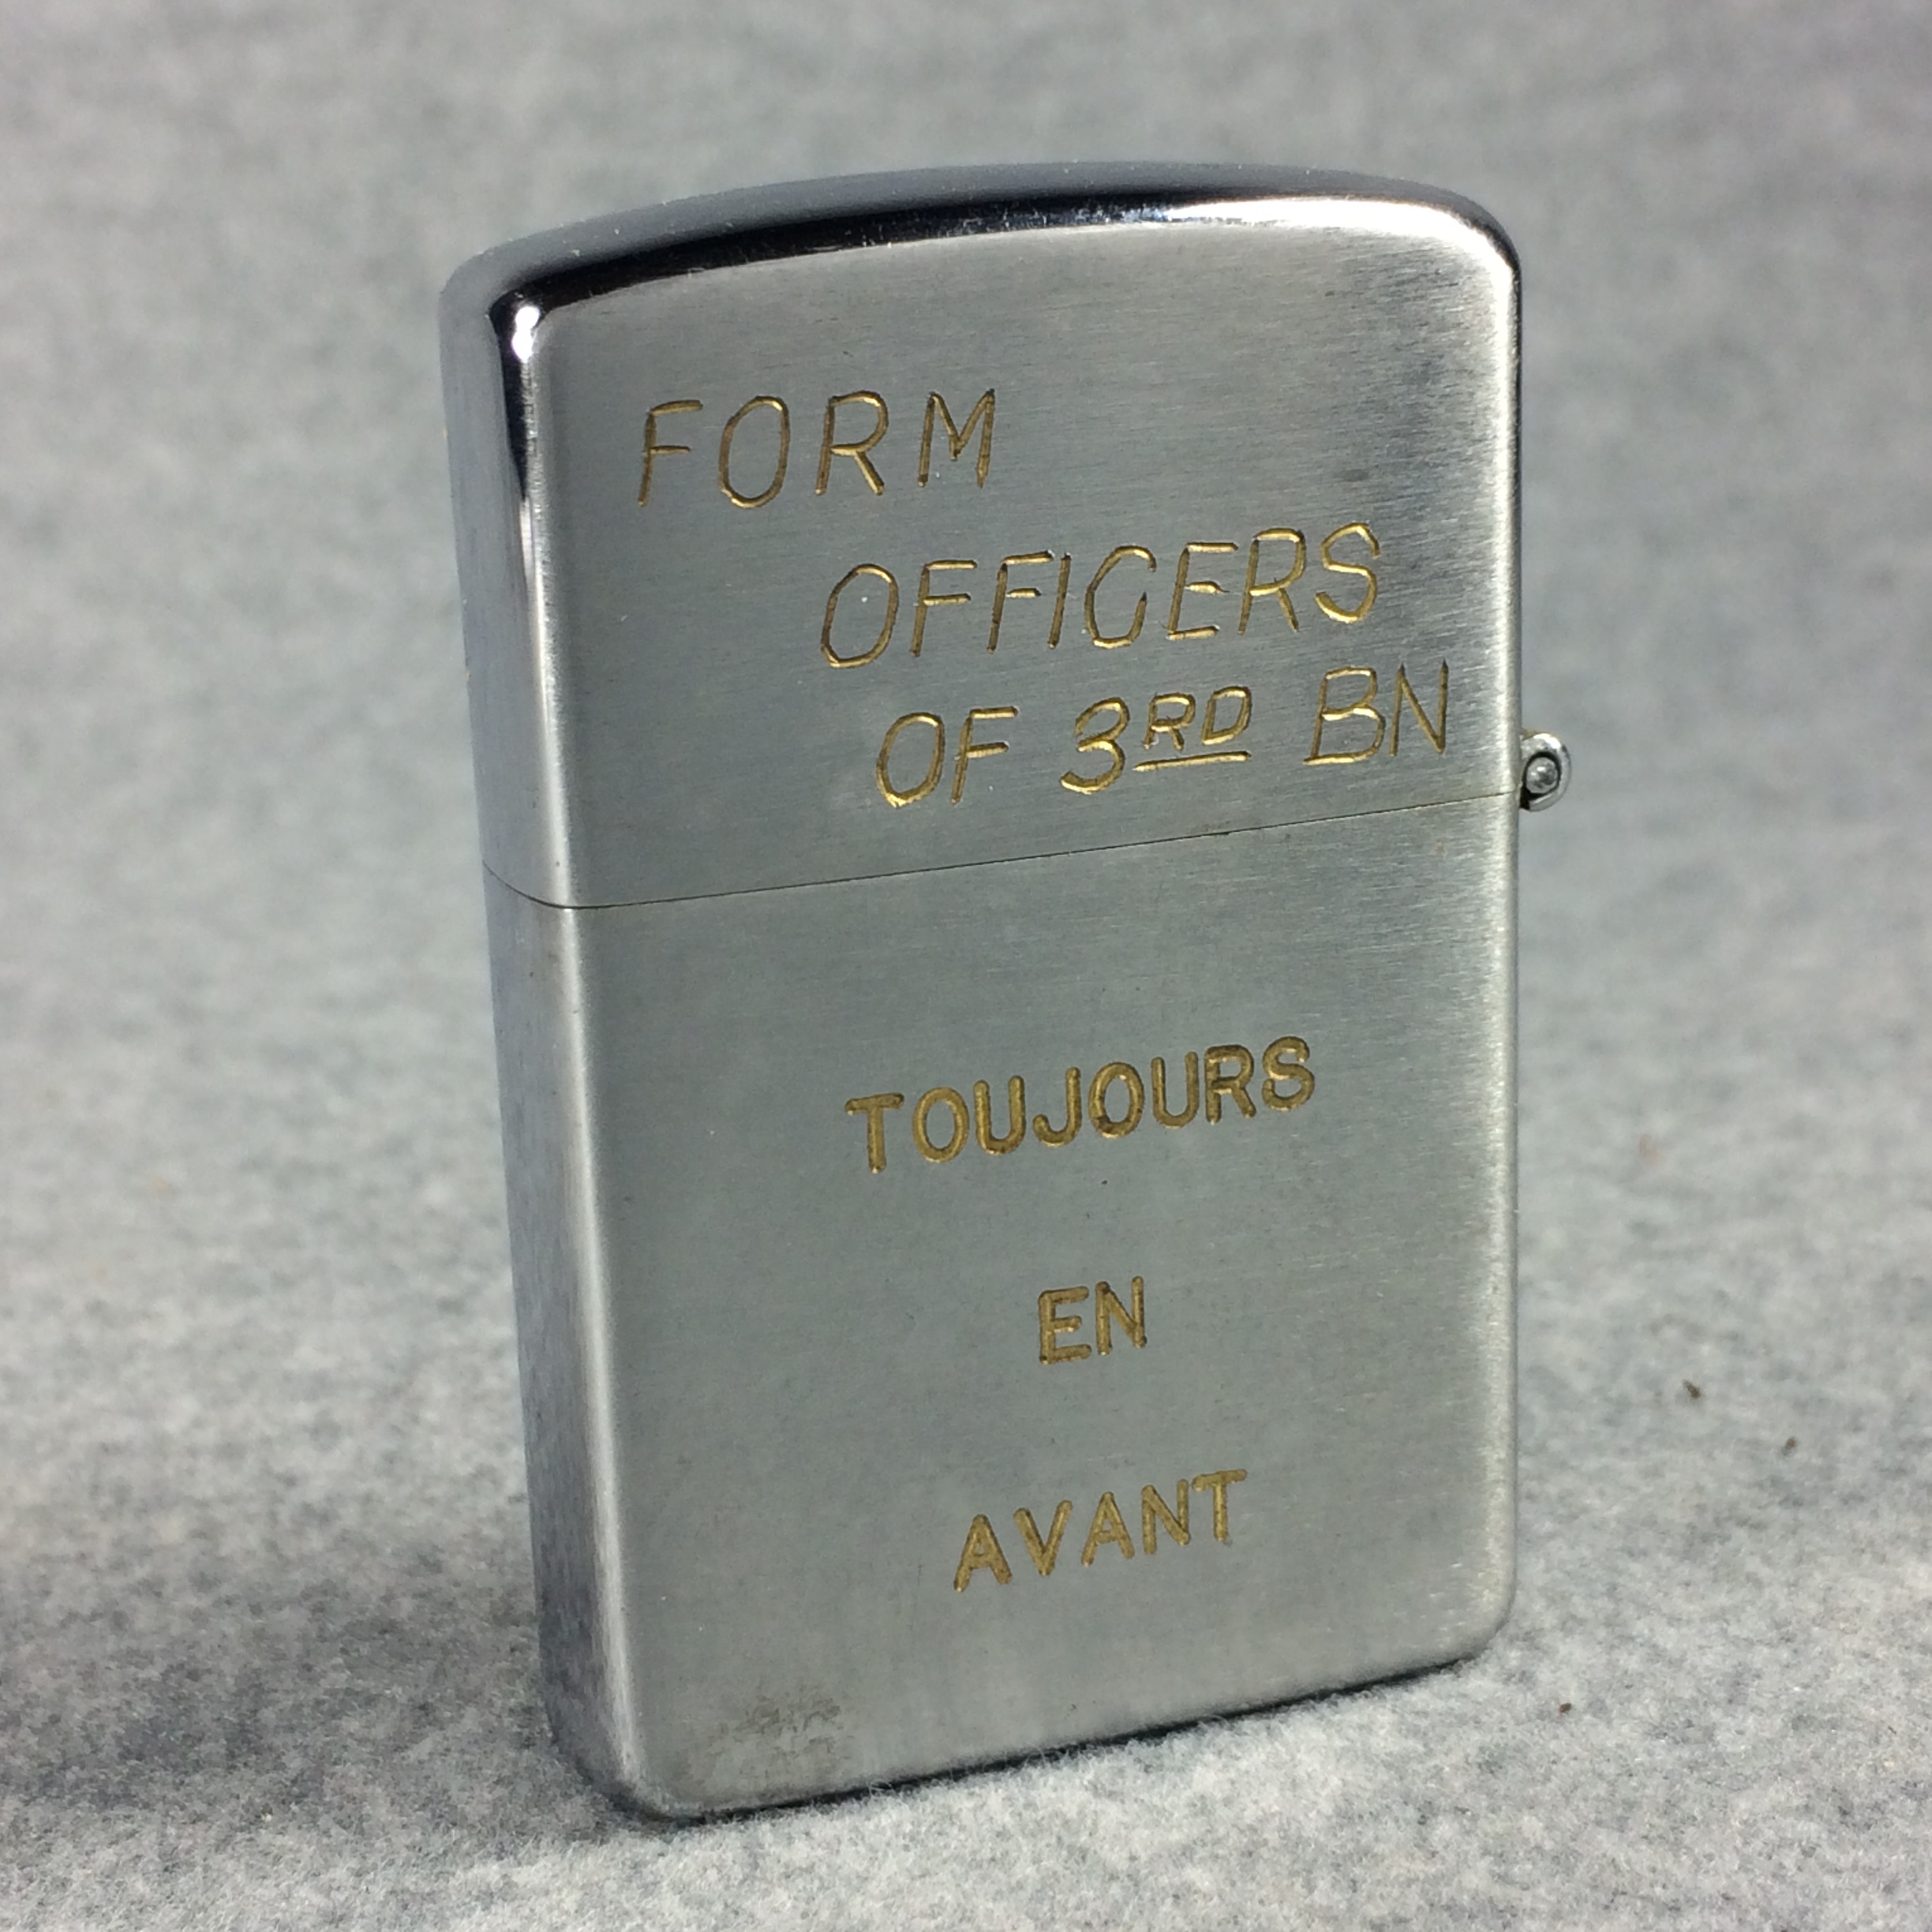 FORM
OFFICERS
OF 3RD BN
TOUJOURS
EN
AVANT